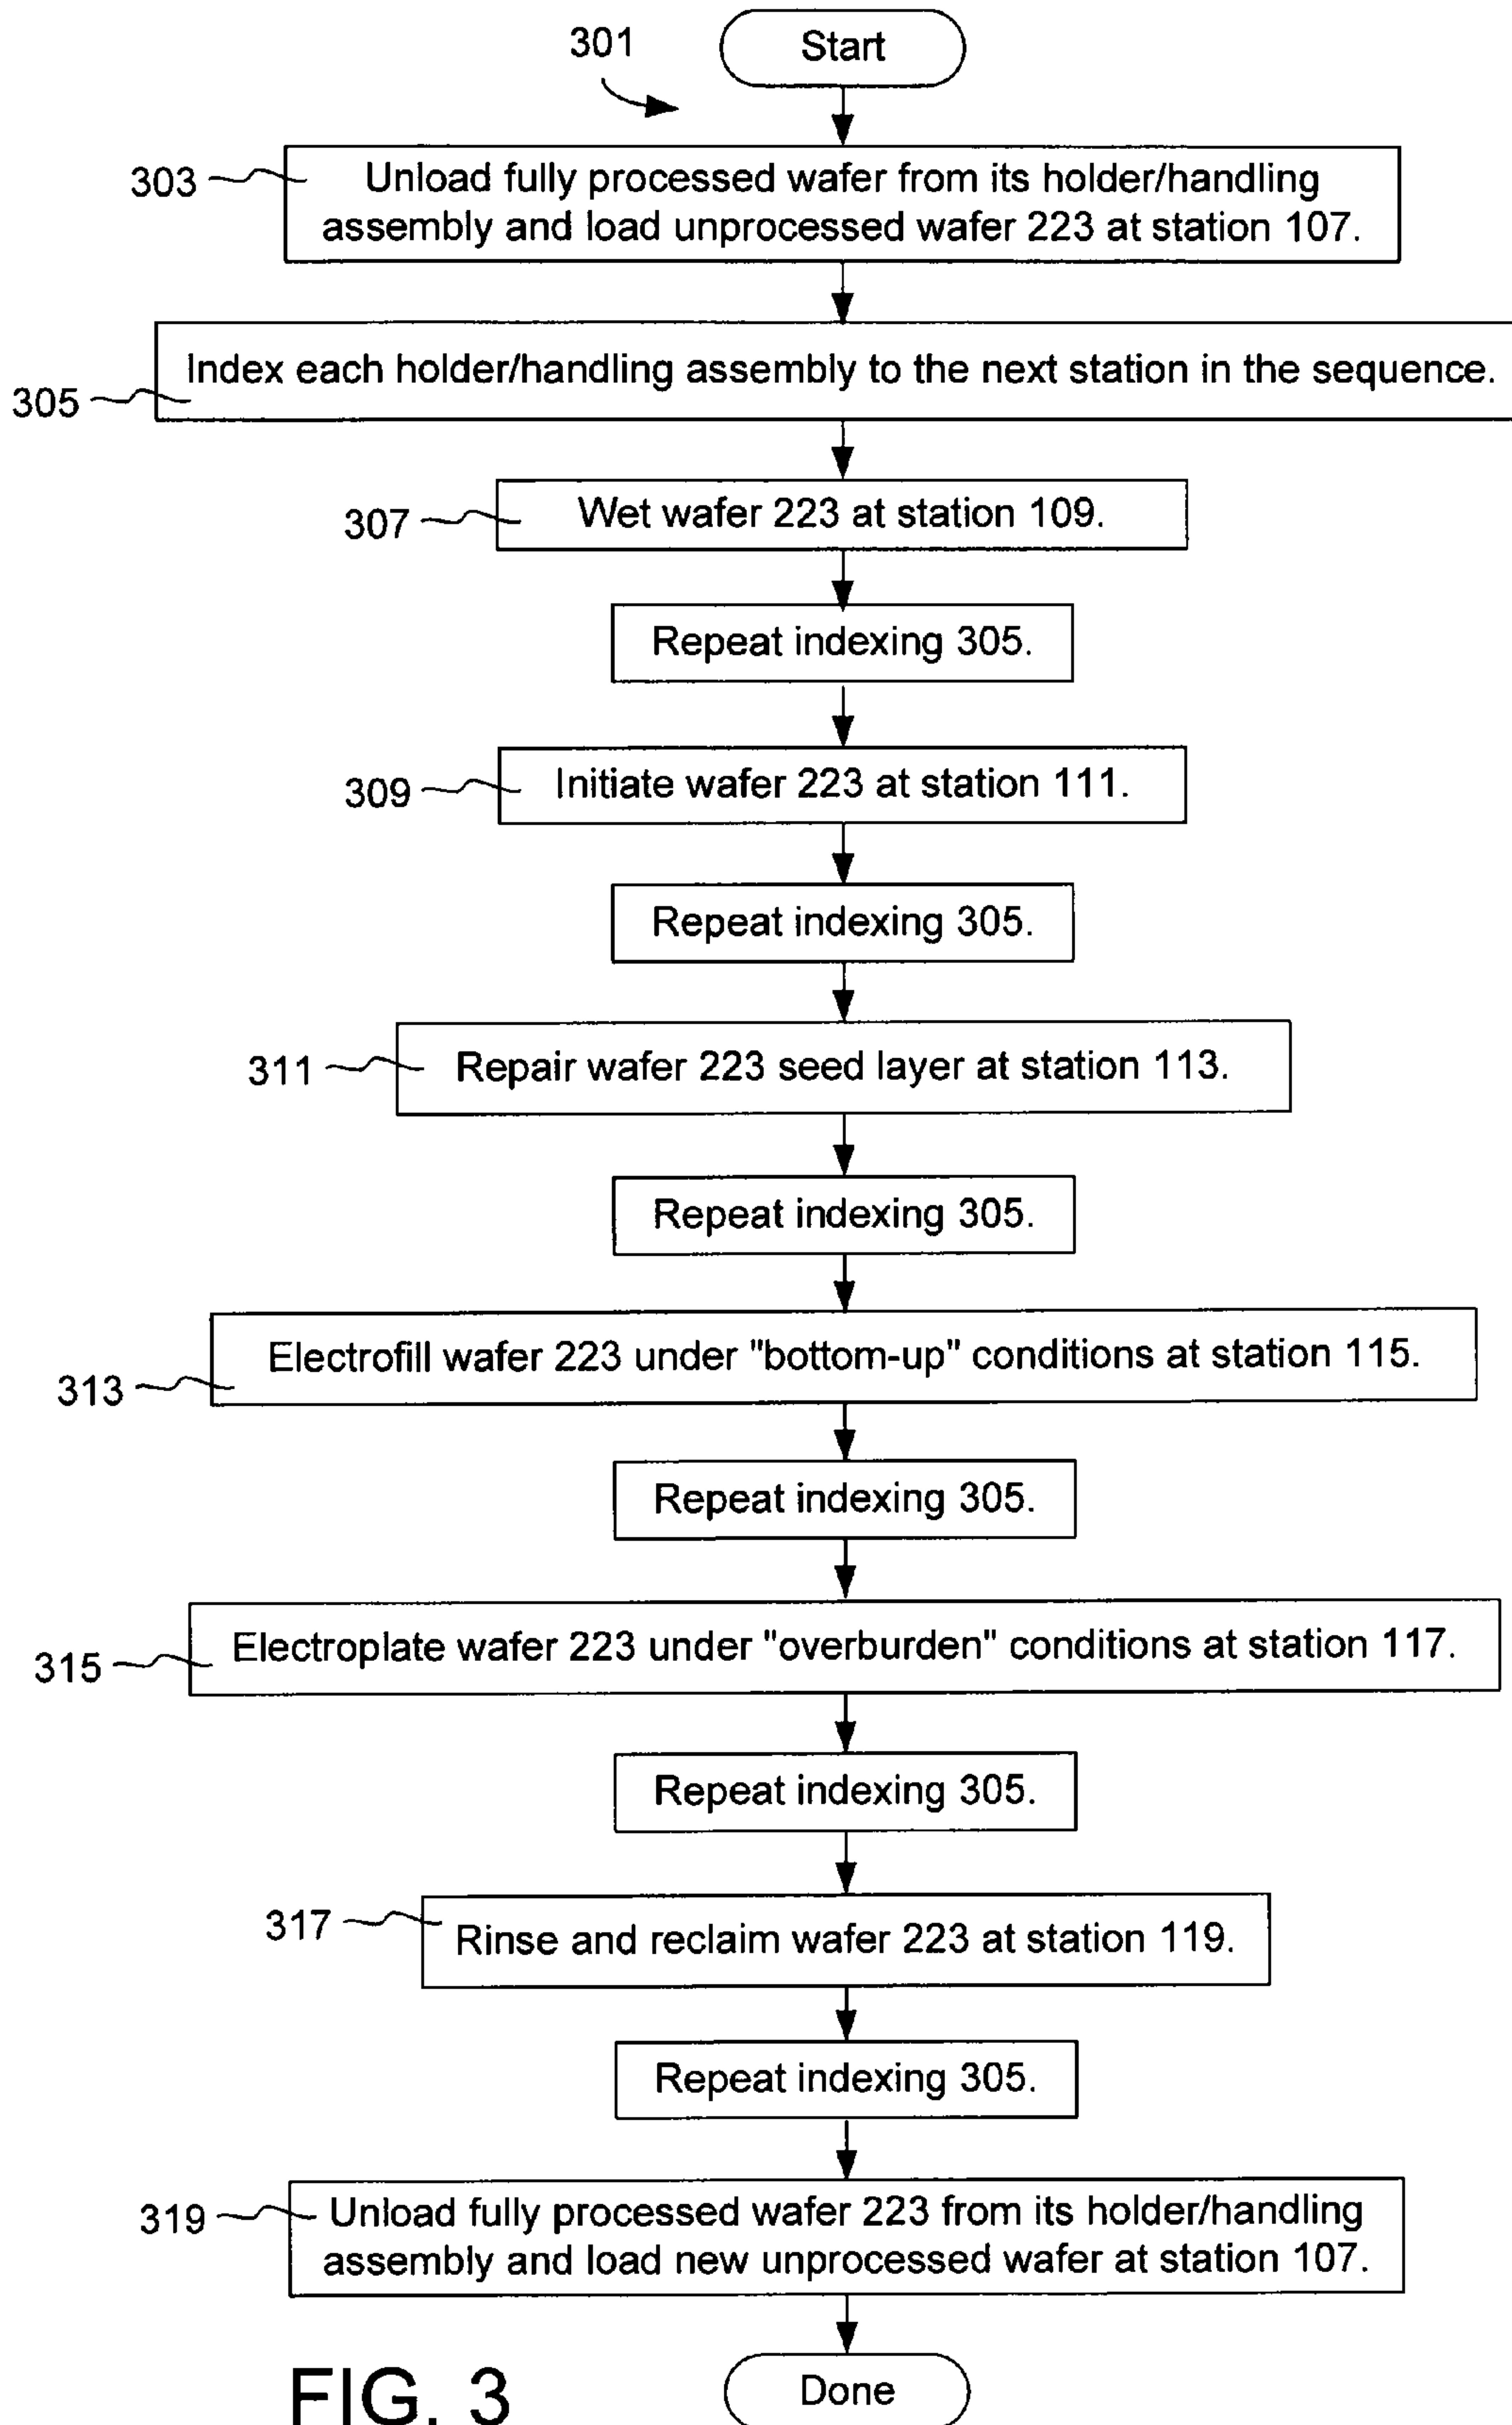 Start
301
303
Unload fully processed wafer from its holder/handling
assembly and load unprocessed wafer 223 at station 107.
Index each holder/handling assembly to the next station in the sequence.
305
Wet wafer 223 at station 109.
307
Repeat indexing 305.
Initiate wafer 223 at station 111.
309
Repeat indexing 305.
311
Repair wafer 223 seed layer at station 113.
Repeat indexing 305.
Electrofill wafer 223 under "bottom-up" conditions at station 115.
313
Repeat indexing 305.
Electroplate wafer 223 under "overburden" conditions at station 117.
315
Repeat indexing 305.
317
Rinse and reclaim wafer 223 at station 119.
Repeat indexing 305.
319
Unload fully processed wafer 223 from its holder/handling
assembly and load new unprocessed wafer at station 107.
Done
FIG. 3